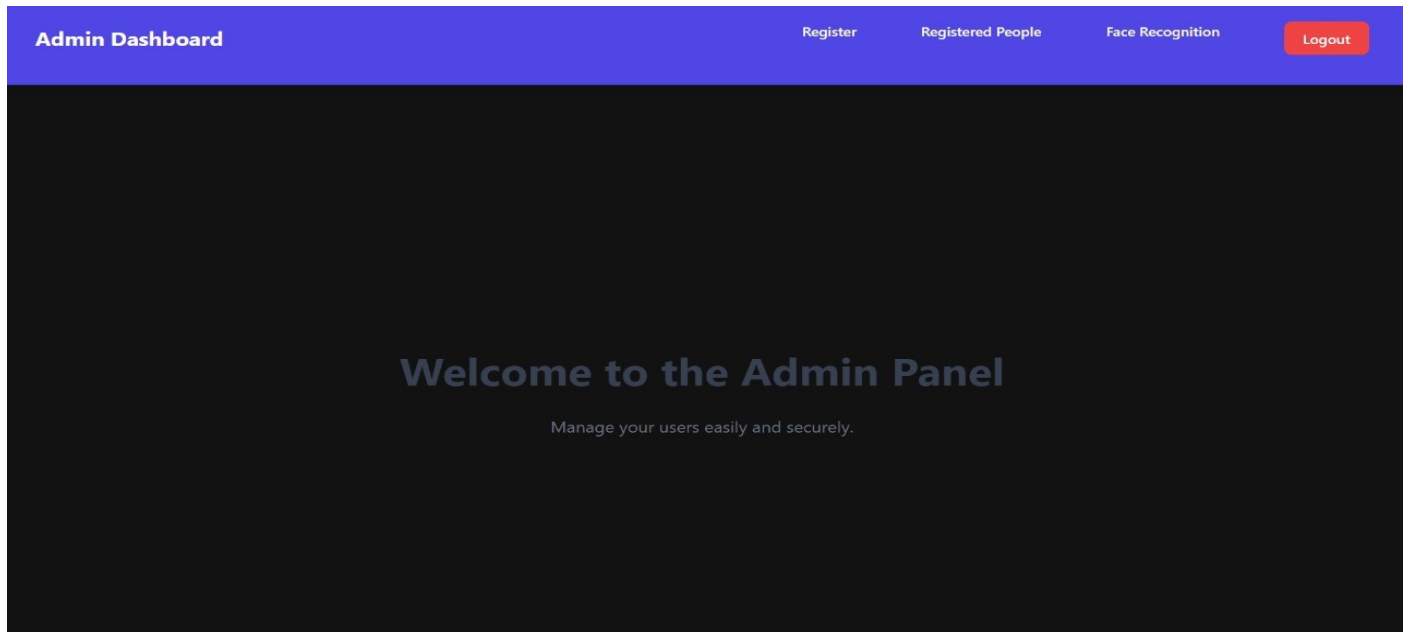 Admin Dashboard
Register
Registered People
Face Recognition
Logout
Welcome to the Admin Panel
Manage your users easily and securely.